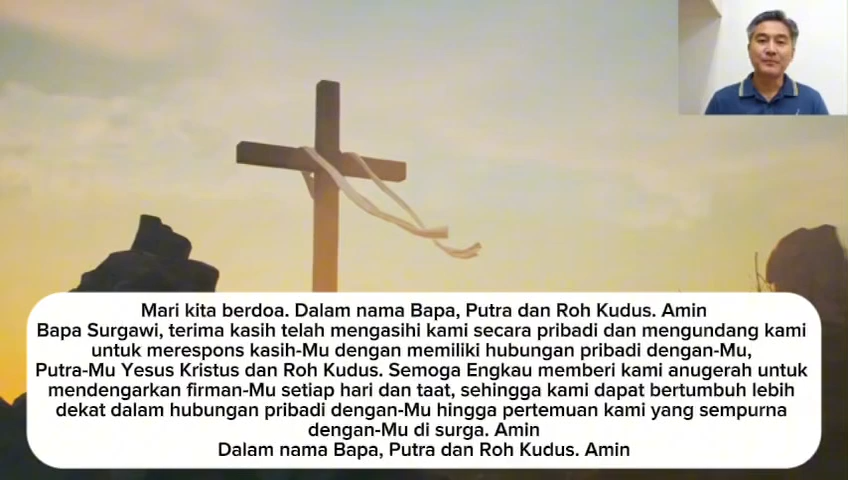 Mari kita berdoa. Dalam nama Bapa, Putra dan Roh Kudus. Amin
Bapa Surgawi, terima kasih telah mengasihi kami secara pribadi dan mengundang kami
untuk merespons kasih-Mu dengan memiliki hubungan pribadi dengan-Mu,
Putra-Mu Yesus Kristus dan Roh Kudus. Semoga Engkau memberi kami anugerah untuk
mendengarkan firman-Mu setiap hari dan taat, sehingga kami dapat bertumbuh lebih
dekat dalam hubungan pribadi dengan-Mu hingga pertemuan kami yang sempurna
dengan-Mu di surga. Amin
Dalam nama Bapa, Putra dan Roh Kudus. Amin